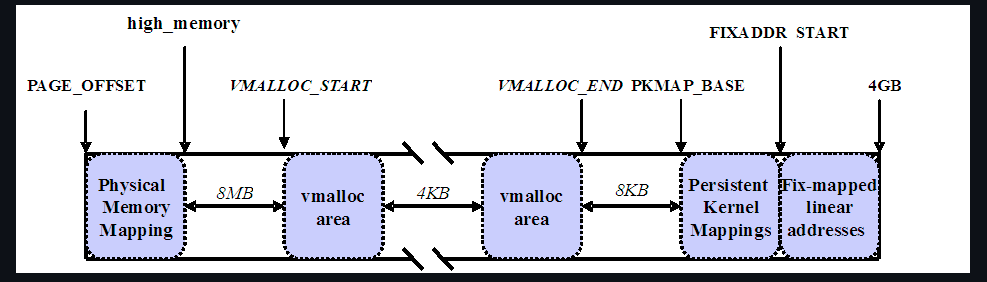 high_memory
FIXADDR START
PAGE_OFFSET
VMALLOC_START
VMALLOC_END PKMAP_BASE
4GB
Physical
Memory
Mapping
8MB
vmalloc
area
4KB
vmalloc
area
8KB
Persistent
Kernel
Mappings
Fix-mapped
linear
addresses